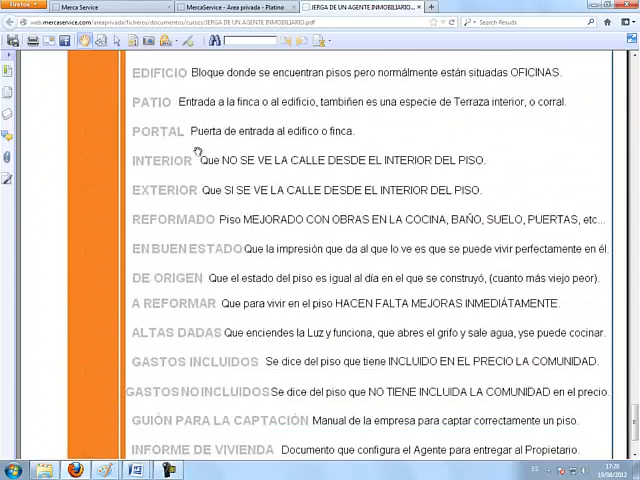 Firefox
Merca Service
MercaService - Area privada - Platino
JERGA DE UN AGENTE INMOBILIARIO....pdf
web.mercaservice.com/areaprivada/ficheros/documentos/cursos/JERGA DE UN AGENTE INMOBILIARIO.pdf
Search Results
EDIFICIO Bloque donde se encuentran pisos pero normálmente están situadas OFICINAS.
PATIO Entrada a la finca o al edificio, tambiñen es una especie de Terraza interior, o corral.
PORTAL Puerta de entrada al edifico o finca.
INTERIOR Que NO SE VE LA CALLE DESDE EL INTERIOR DEL PISO.
EXTERIOR Que SI SE VE LA CALLE DESDE EL INTERIOR DEL PISO.
REFORMADO Piso MEJORADO CON OBRAS EN LA COCINA, BAÑO, SUELO, PUERTAS, etc...
EN BUEN ESTADO Que la impresión que da al que lo ve es que se puede vivir perfectamente en él.
DE ORIGEN Que el estado del piso es igual al día en el que se construyó, (cuanto más viejo peor).
A REFORMAR Que para vivir en el piso HACEN FALTA MEJORAS INMEDIÁTAMENTE.
ALTAS DADAS Que enciendes la Luz y funciona, que abres el grifo y sale agua, yse puede cocinar.
GASTOS INCLUIDOS Se dice del piso que tiene INCLUIDO EN EL PRECIO LA COMUNIDAD.
GASTOS NO INCLUIDOS Se dice del piso que NO TIENE INCLUIDA LA COMUNIDAD en el precio.
GUIÓN PARA LA CAPTACIÓN Manual de la empresa para captar correctamente un piso.
INFORME DE VIVIENDA Documento que configura el Agente para entregar al Propietario.
ES
17:20
19/08/2012